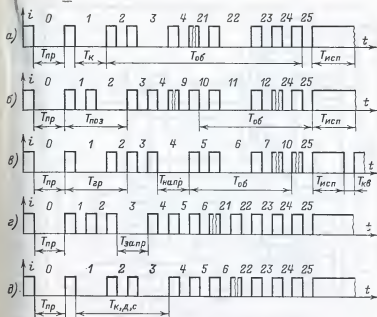 0 1 2 3 4 21 22 23 24 25
а) i t
Tпр Tк Tоб Tисп
0 1 2 3 4 9 10 11 12 24 25
б) i t
Tпр Tпоз Tоб Tисп
0 1 2 3 4 5 6 7 10 25
в) i t
Tпр Tгр Tнапр Tоб Tисп Tкв
0 1 2 3 4 5 6 21 22 23 24 25
г) i t
Tпр Tзапр
0 1 2 3 4 5 6 22 23 24 25
д) i t
Tпр Tк,д,с